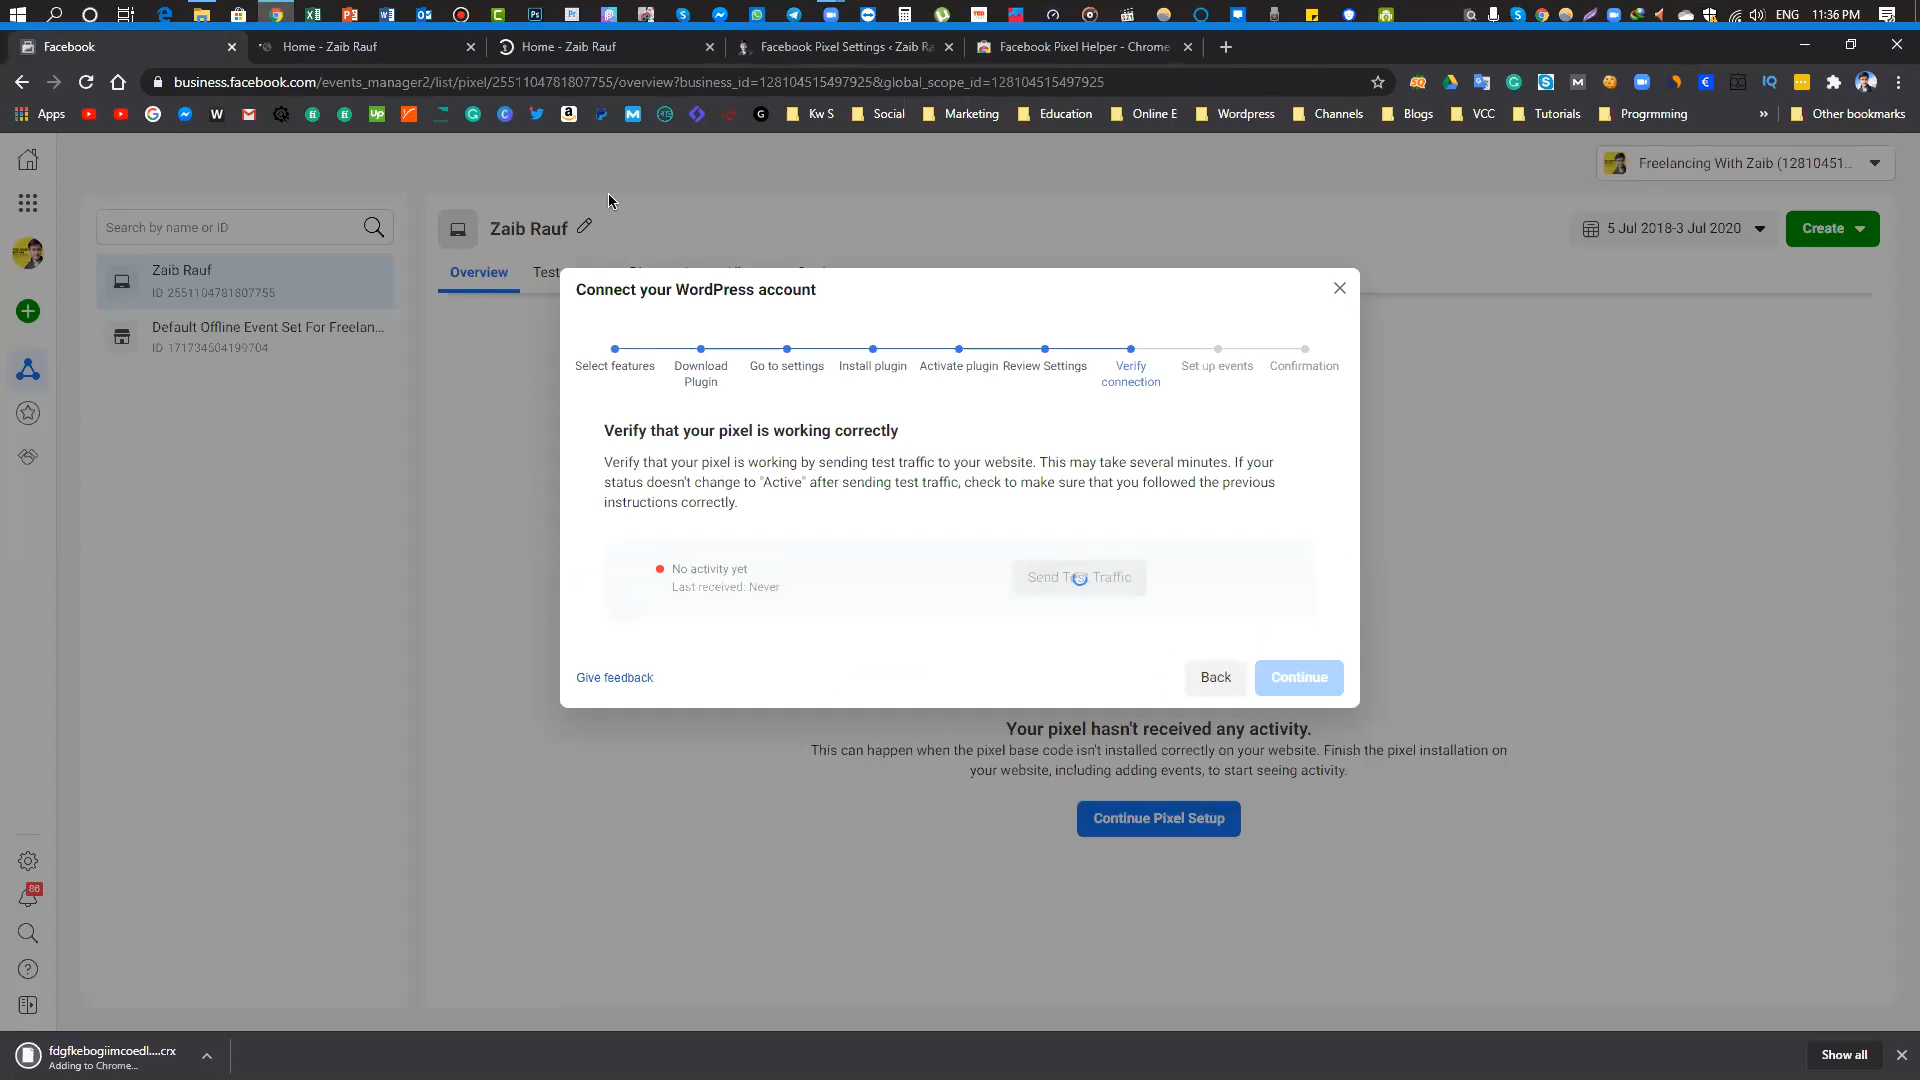 ENG
11:36 PM
Facebook
Home - Zaib Rauf
Home - Zaib Rauf
Facebook Pixel Settings ‹ Zaib Ra
Facebook Pixel Helper - Chrome
business.facebook.com/events_manager2/list/pixel/2551104781807755/overview?business_id=128104515497925&global_scope_id=128104515497925
Apps
Kw S
Social
Marketing
Education
Online E
Wordpress
Channels
Blogs
VCC
Tutorials
Progrmming
»
Other bookmarks
Freelancing With Zaib (12810451...
Search by name or ID
Zaib Rauf
ID 2551104781807755
Default Offline Event Set For Freelan...
ID 171734504199704
Zaib Rauf
5 Jul 2018-3 Jul 2020
Create
Overview
Test
Connect your WordPress account
Select features
Download Plugin
Go to settings
Install plugin
Activate plugin
Review Settings
Verify connection
Set up events
Confirmation
Verify that your pixel is working correctly
Verify that your pixel is working by sending test traffic to your website. This may take several minutes. If your
status doesn't change to "Active" after sending test traffic, check to make sure that you followed the previous
instructions correctly.
No activity yet
Last received: Never
Send Test Traffic
Give feedback
Back
Continue
Your pixel hasn't received any activity.
This can happen when the pixel base code isn't installed correctly on your website. Finish the pixel installation on
your website, including adding events, to start seeing activity.
Continue Pixel Setup
86
fdgfkebogiimcoedl....crx
Adding to Chrome...
Show all